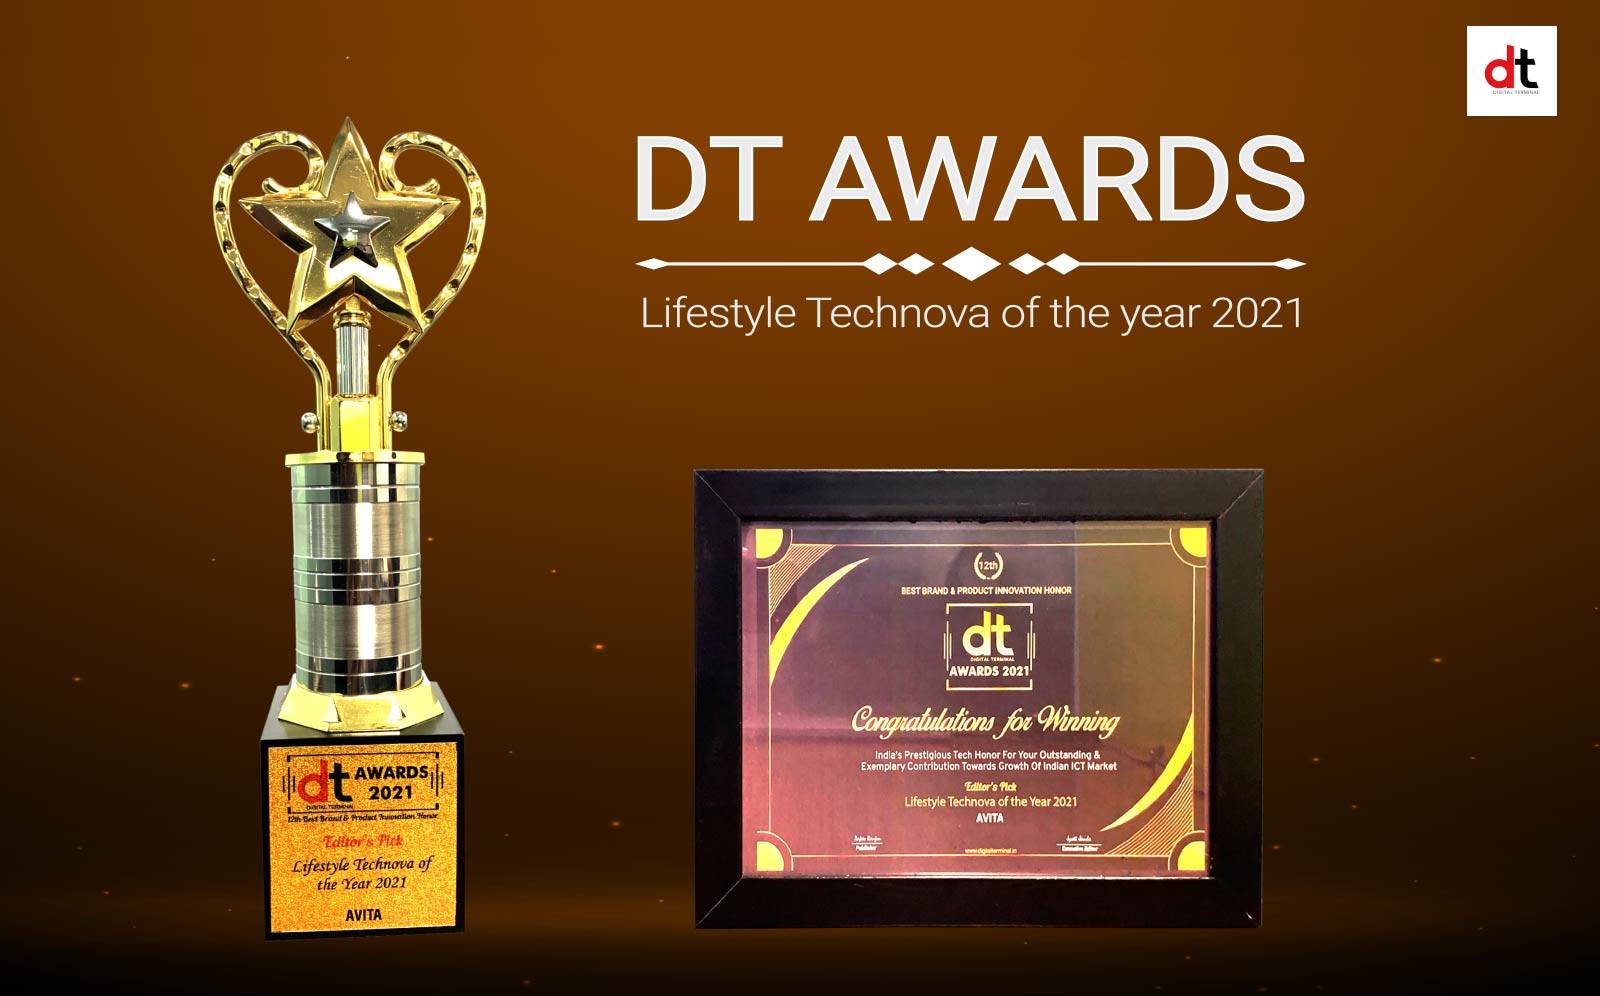 dt
DIGITAL TERMINAL
DT AWARDS
Lifestyle Technova of the year 2021
12th
BEST BRAND & PRODUCT INNOVATION HONOR
dt
DIGITAL TERMINAL
AWARDS 2021
Congratulations for Winning
India's Prestigious Tech Honor For Your Outstanding &
Exemplary Contribution Towards Growth Of Indian ICT Market
Editor's Pick
Lifestyle Technova of the Year 2021
AVITA
Publisher
Executive Editor
www.digitalterminal.in
dt AWARDS
2021
DIGITAL TERMINAL
12th Best Brand & Product Innovation Honor
Editor's Pick
Lifestyle Technova of
the Year 2021
AVITA